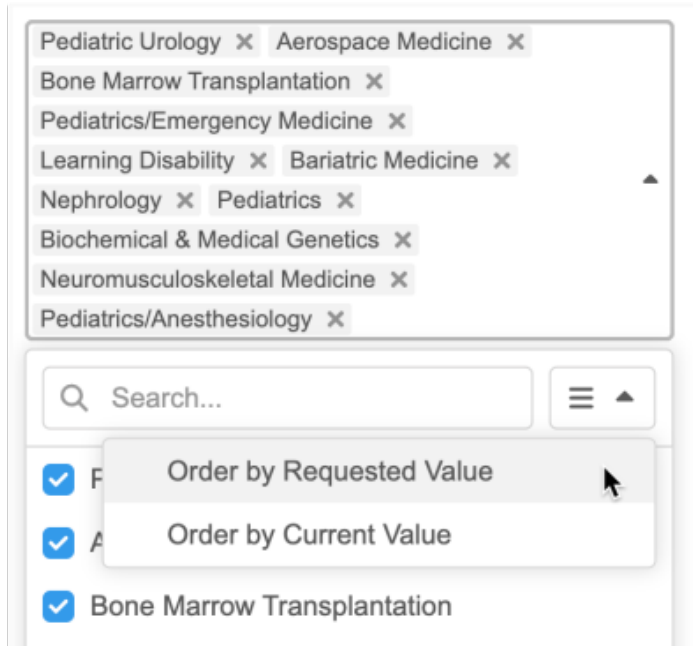 Pediatric Urology × Aerospace Medicine ×
Bone Marrow Transplantation ×
Pediatrics/Emergency Medicine ×
Learning Disability × Bariatric Medicine ×
Nephrology × Pediatrics ×
Biochemical & Medical Genetics ×
Neuromusculoskeletal Medicine ×
Pediatrics/Anesthesiology ×
Search...
Order by Requested Value
Order by Current Value
Bone Marrow Transplantation